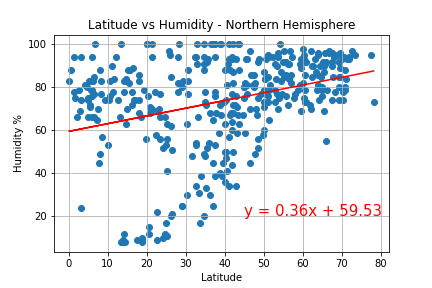 Latitude vs Humidity - Northern Hemisphere
100
80
60
40
20
Humidity %
y = 0.36x + 59.53
0 10 20 30 40 50 60 70 80
Latitude